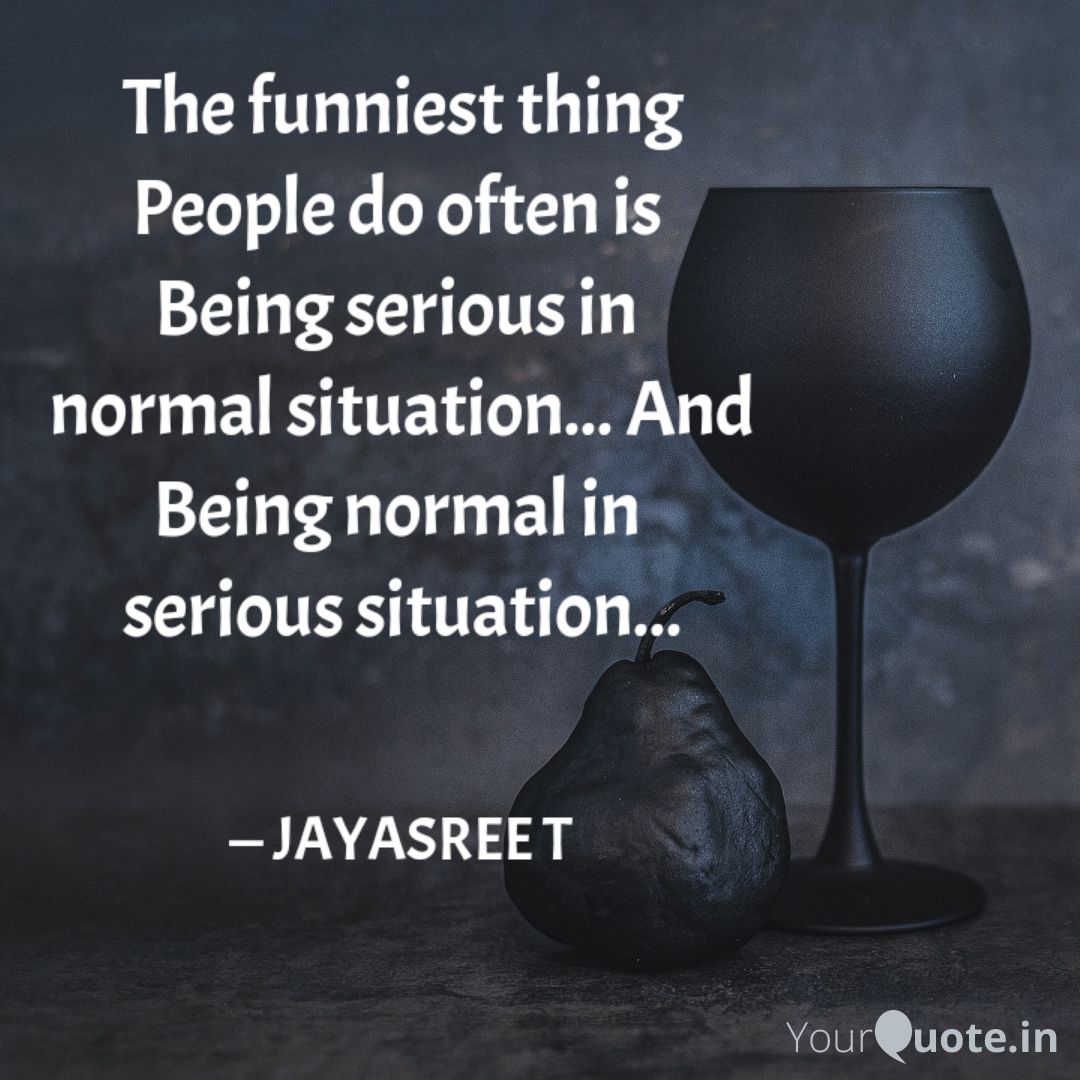 The funniest thing
People do often is
Being serious in
normal situation... And
Being normal in
serious situation...
– JAYASREE T
YourQuote.in